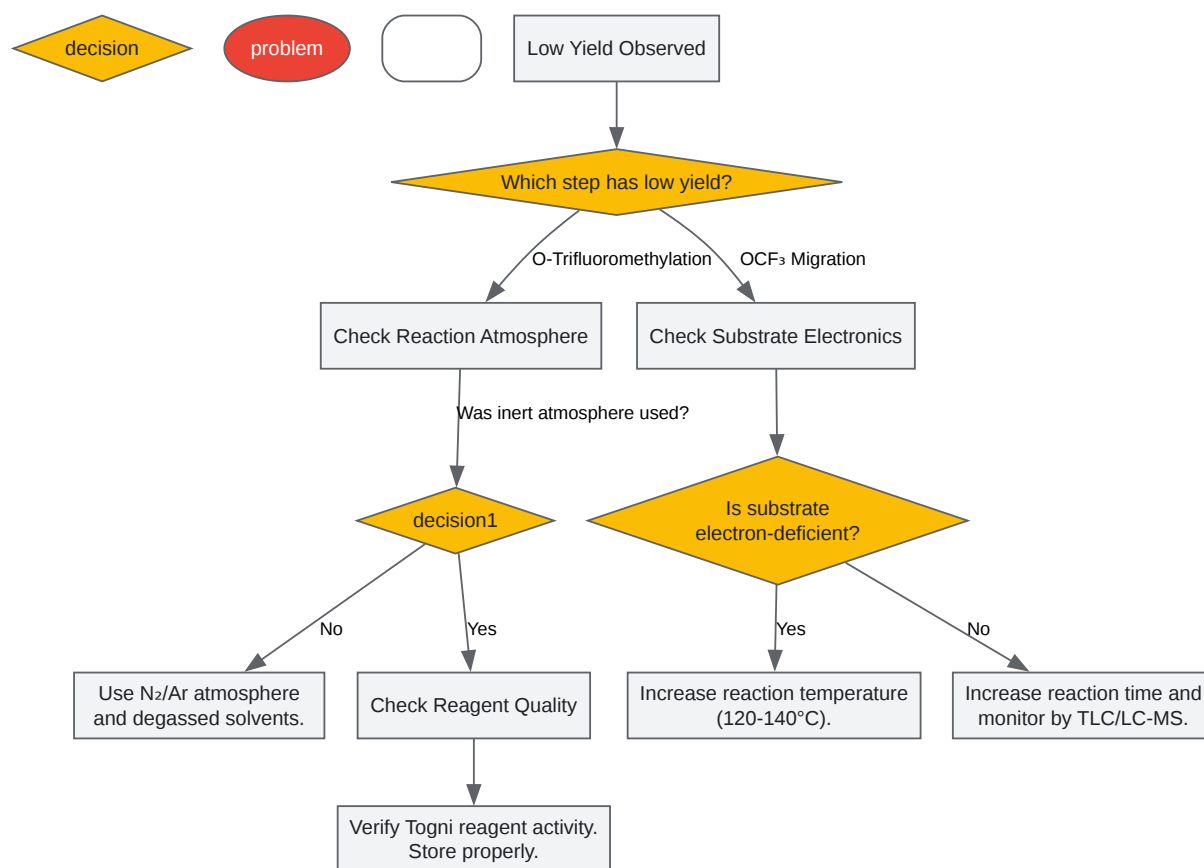 decision
problem
Low Yield Observed
Which step has low yield?
O-Trifluoromethylation
OCF₃ Migration
Check Reaction Atmosphere
Check Substrate Electronics
Was inert atmosphere used?
decision1
Is substrate
electron-deficient?
No
Yes
Yes
No
Use N₂/Ar atmosphere
and degassed solvents.
Check Reagent Quality
Increase reaction temperature
(120-140°C).
Increase reaction time and
monitor by TLC/LC-MS.
Verify Togni reagent activity.
Store properly.